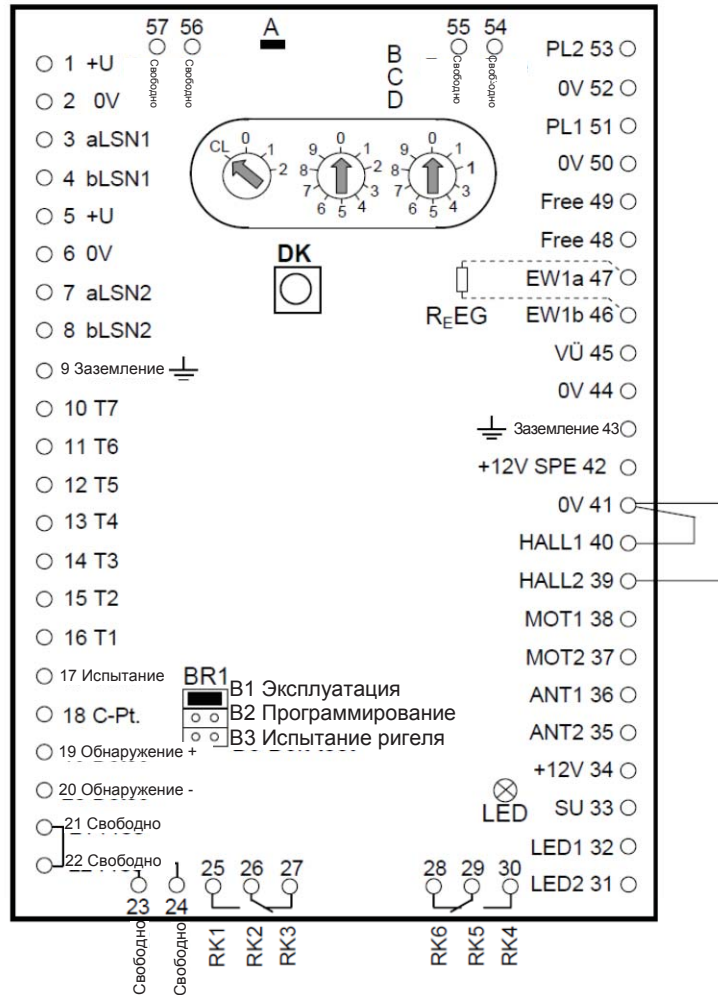 57 56
A
55 54
Свободно
Свободно
B
C
D
Свободно
Свободно
1 +U
2 0V
3 aLSN1
4 bLSN1
5 +U
6 0V
7 aLSN2
8 bLSN2
9 Заземление
10 T7
11 T6
12 T5
13 T4
14 T3
15 T2
16 T1
17 Испытание
18 C-Pt.
19 Обнаружение +
20 Обнаружение -
21 Свободно
22 Свободно
CL 0 1 2
0 1 2 3 4 5 6 7 8 9
0 1 1 3 4 5 6 7 8 9
DK
REEG
BR1
B1 Эксплуатация
B2 Программирование
B3 Испытание ригеля
LED
PL2 53
0V 52
PL1 51
0V 50
Free 49
Free 48
EW1a 47
EW1b 46
VÜ 45
0V 44
Заземление 43
+12V SPE 42
0V 41
HALL1 40
HALL2 39
MOT1 38
MOT2 37
ANT1 36
ANT2 35
+12V 34
SU 33
LED1 32
LED2 31
25 26 27
28 29 30
23 24
Свободно
Свободно
RK1
RK2
RK3
RK6
RK5
RK4